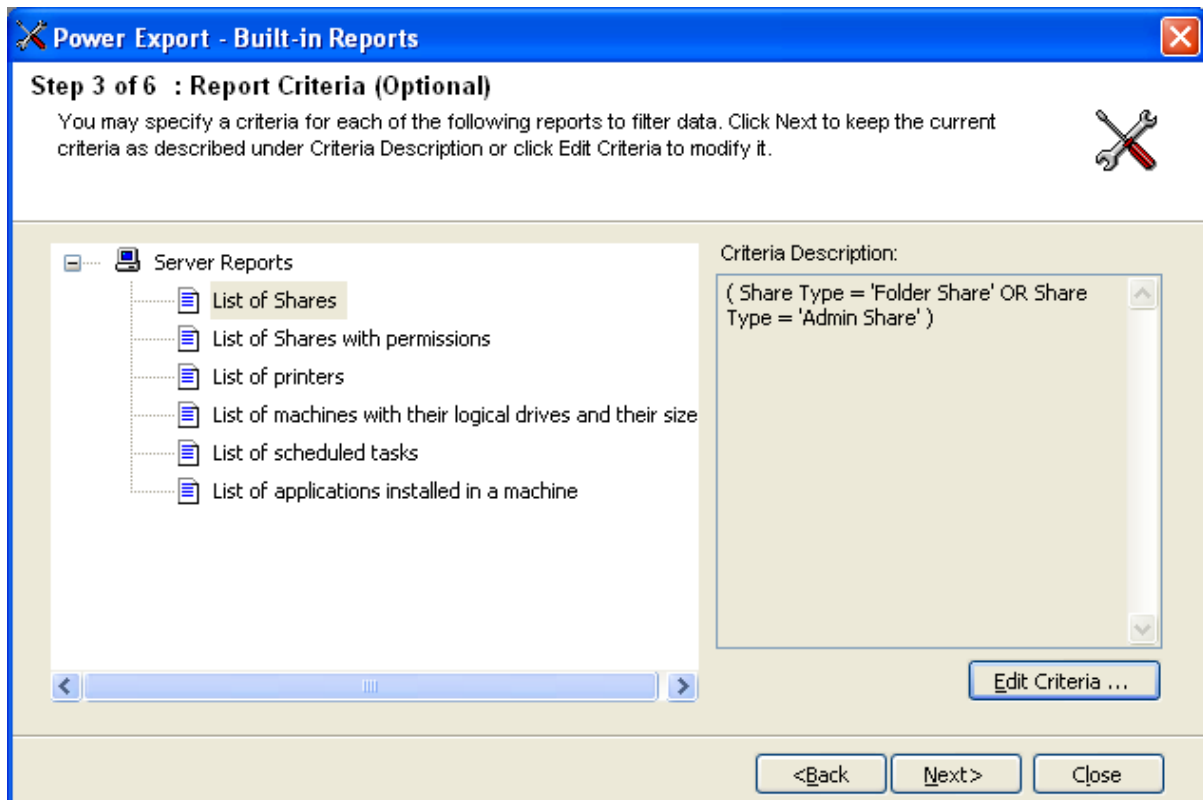 Power Export - Built-in Reports
Step 3 of 6 : Report Criteria (Optional)
You may specify a criteria for each of the following reports to filter data. Click Next to keep the current
criteria as described under Criteria Description or click Edit Criteria to modify it.
Server Reports
List of Shares
List of Shares with permissions
List of printers
List of machines with their logical drives and their size
List of scheduled tasks
List of applications installed in a machine
Criteria Description:
( Share Type = 'Folder Share' OR Share
Type = 'Admin Share' )
Edit Criteria ...
<Back
Next>
Close